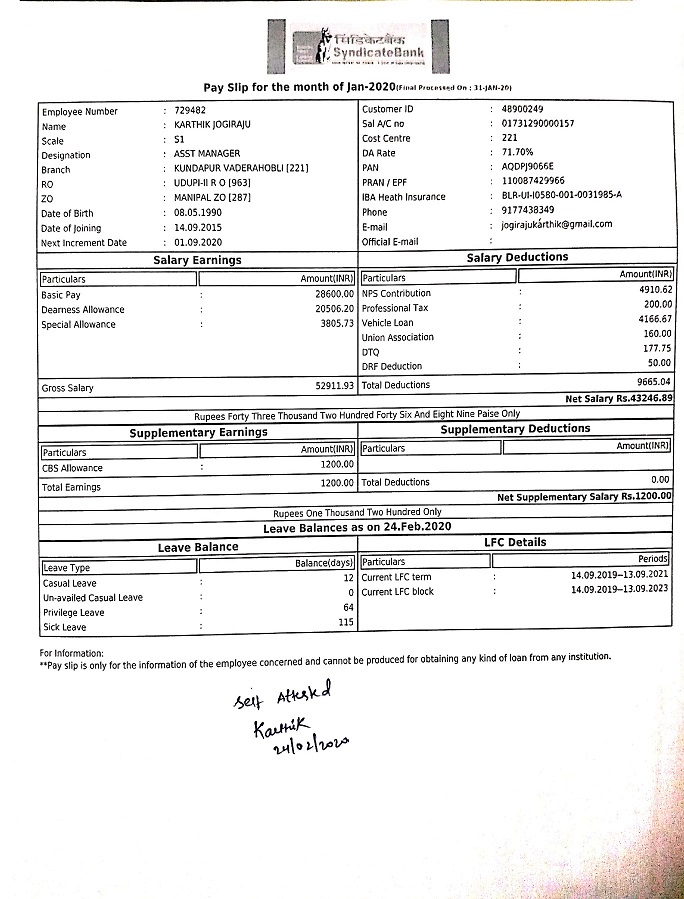 सिंडिकेटबैंक
SyndicateBank
Pay Slip for the month of Jan-2020(Final Processed On : 31-JAN-20)
Employee Number : 729482 Customer ID : 48900249
Name : KARTHIK JOGIRAJU Sal A/C no : 01731290000157
Scale : S1 Cost Centre : 221
Designation : ASST MANAGER DA Rate : 71.70%
Branch : KUNDAPUR VADERAHOBLI [221] PAN : AQDPJ9066E
RO : UDUPI-II R O [963] PRAN / EPF : 110087429966
ZO : MANIPAL ZO [287] IBA Heath Insurance : BLR-UI-I0580-001-0031985-A
Date of Birth : 08.05.1990 Phone : 9177438349
Date of Joining : 14.09.2015 E-mail : jogirajukarthik@gmail.com
Next Increment Date : 01.09.2020 Official E-mail :
Salary Earnings Salary Deductions
Particulars Amount(INR) Particulars Amount(INR)
Basic Pay : 28600.00 NPS Contribution : 4910.62
Dearness Allowance : 20506.20 Professional Tax : 200.00
Special Allowance : 3805.73 Vehicle Loan : 4166.67
Union Association : 160.00
DTQ : 177.75
DRF Deduction : 50.00
Gross Salary 52911.93 Total Deductions 9665.04
Net Salary Rs.43246.89
Rupees Forty Three Thousand Two Hundred Forty Six And Eight Nine Paise Only
Supplementary Earnings Supplementary Deductions
Particulars Amount(INR) Particulars Amount(INR)
CBS Allowance : 1200.00
Total Earnings 1200.00 Total Deductions 0.00
Net Supplementary Salary Rs.1200.00
Rupees One Thousand Two Hundred Only
Leave Balances as on 24.Feb.2020
Leave Balance LFC Details
Leave Type Balance(days) Particulars Periods
Casual Leave : 12 Current LFC term : 14.09.2019–13.09.2021
Un-availed Casual Leave : 0 Current LFC block : 14.09.2019–13.09.2023
Privilege Leave : 64
Sick Leave : 115
For Information:
**Pay slip is only for the information of the employee concerned and cannot be produced for obtaining any kind of loan from any institution.
Self Attested
Karthik
24/02/2020